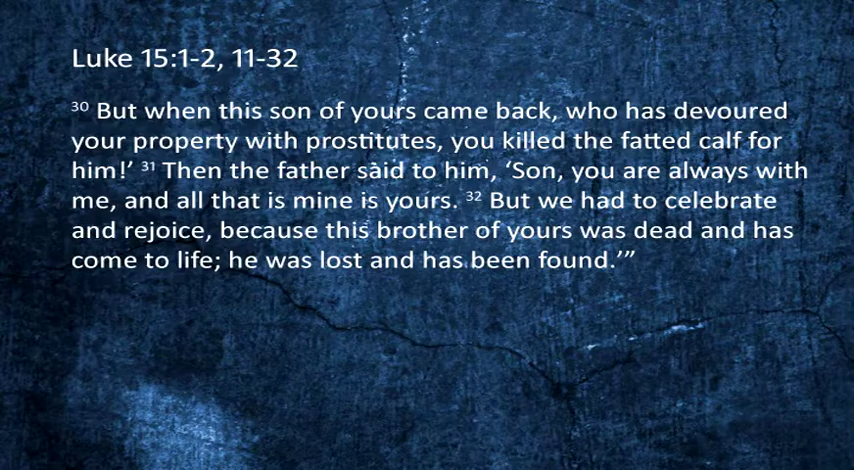 Luke 15:1-2, 11-32
³⁰ But when this son of yours came back, who has devoured
your property with prostitutes, you killed the fatted calf for
him!’ ³¹ Then the father said to him, ‘Son, you are always with
me, and all that is mine is yours. ³² But we had to celebrate
and rejoice, because this brother of yours was dead and has
come to life; he was lost and has been found.’”